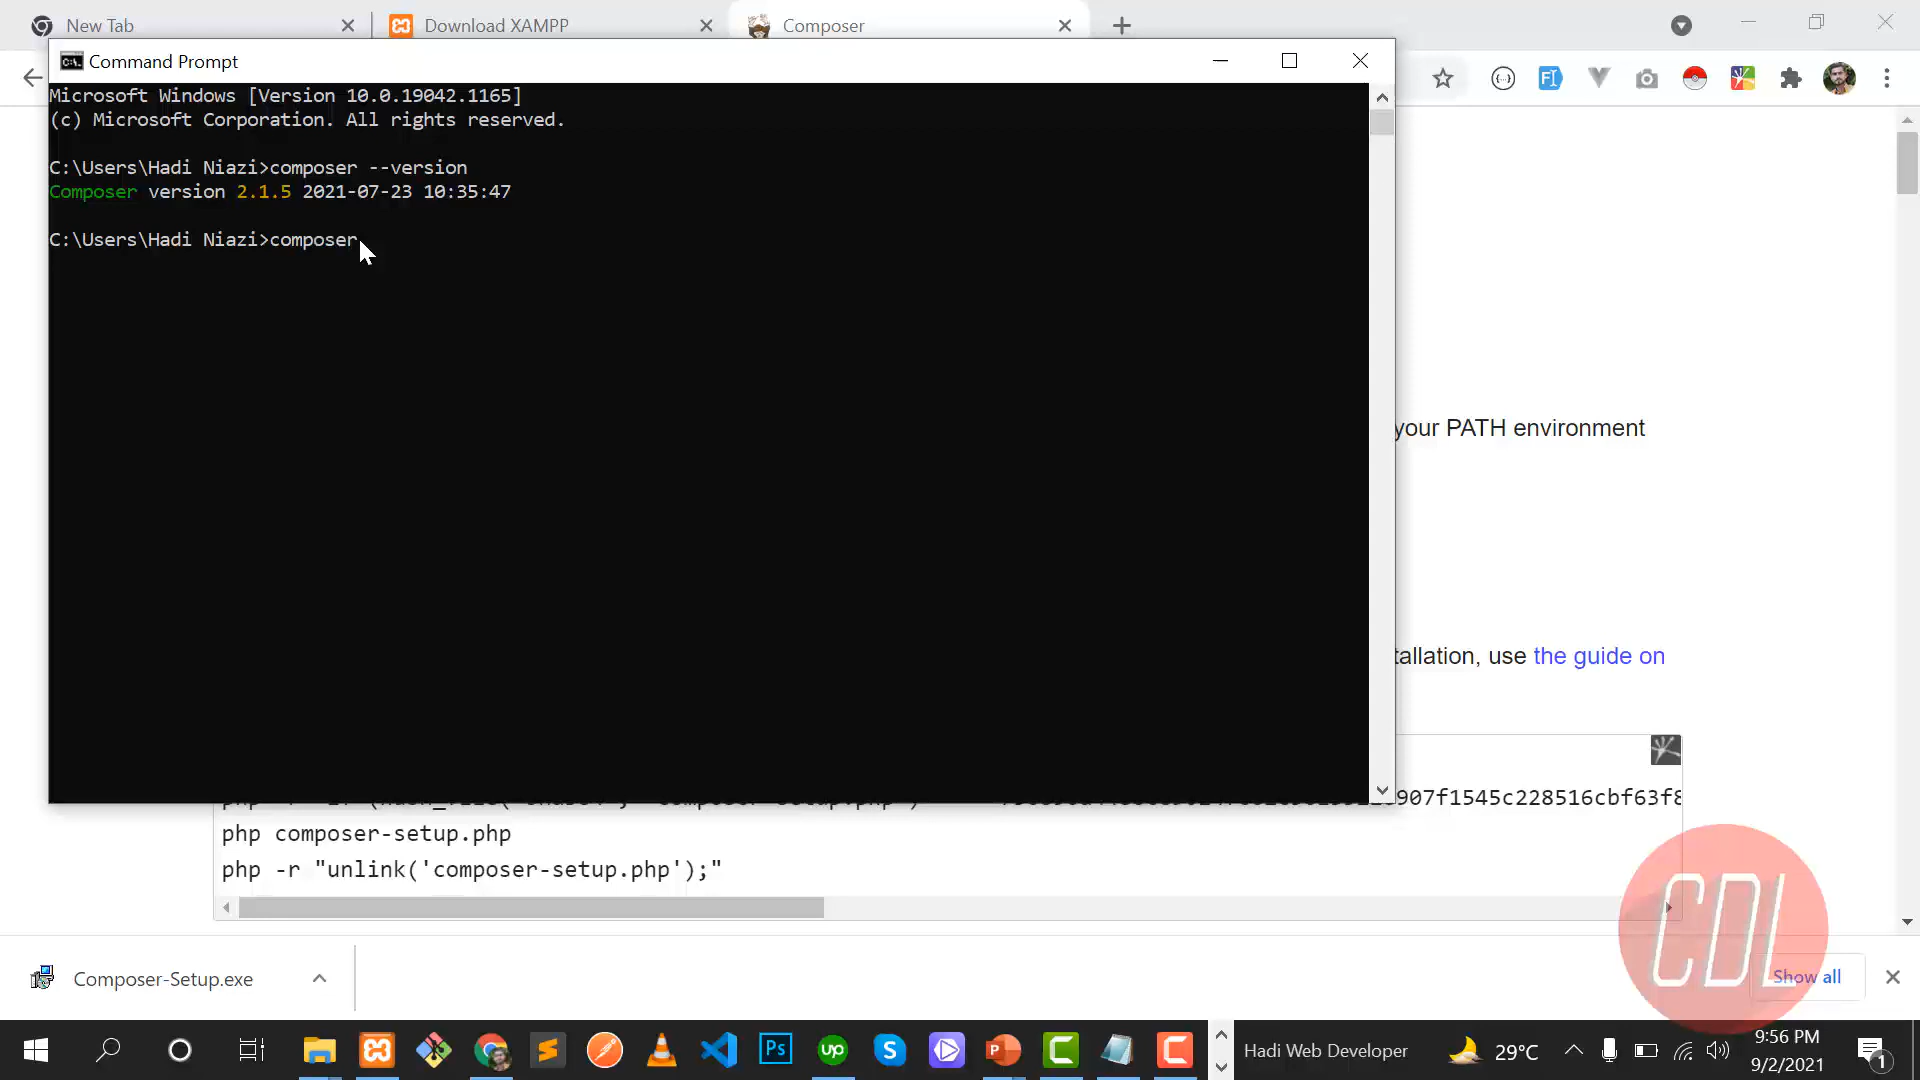 New Tab
Download XAMPP
Composer
Command Prompt
Microsoft Windows [Version 10.0.19042.1165]
(c) Microsoft Corporation. All rights reserved.
C:\Users\Hadi Niazi>composer --version
Composer version 2.1.5 2021-07-23 10:35:47
C:\Users\Hadi Niazi>composer
your PATH environment
tallation, use the guide on
php composer-setup.php
php -r "unlink('composer-setup.php');"
CDL
Composer-Setup.exe
Show all
Hadi Web Developer
29°C
9:56 PM
9/2/2021
1